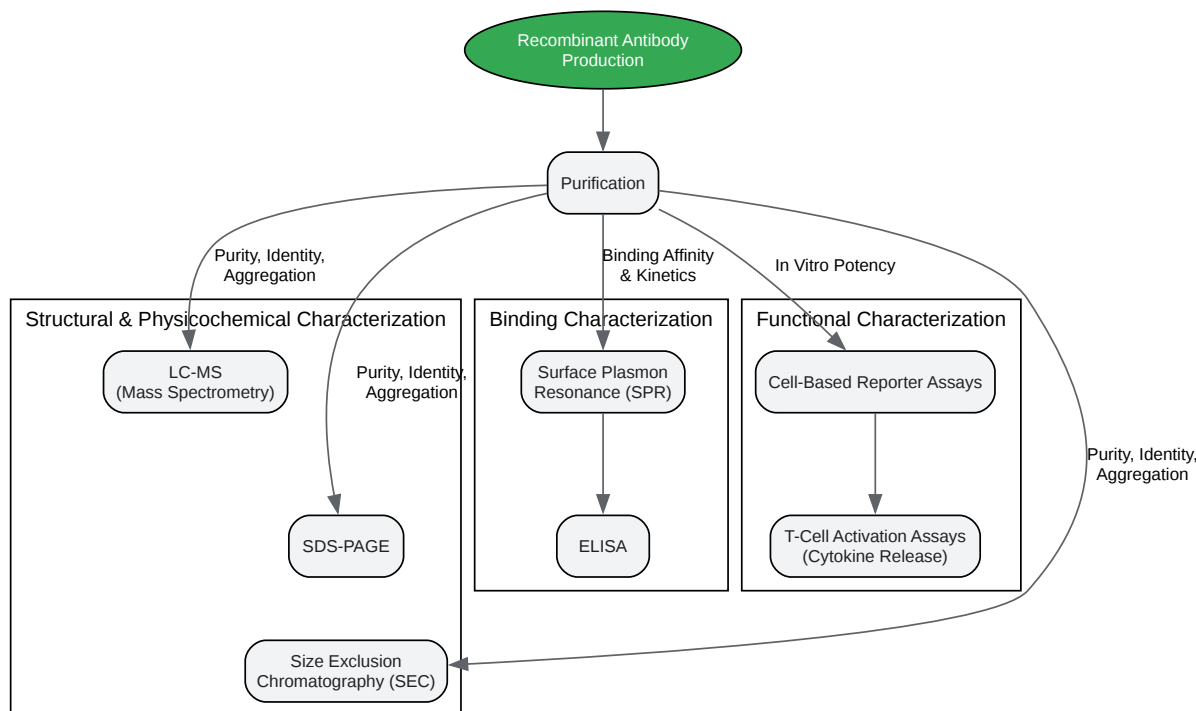 Recombinant Antibody
Production
Purification
Purity, Identity,
Aggregation
Binding Affinity
& Kinetics
In Vitro Potency
Structural & Physicochemical Characterization
Binding Characterization
Functional Characterization
LC-MS
(Mass Spectrometry)
Purity, Identity,
Aggregation
Surface Plasmon
Resonance (SPR)
Cell-Based Reporter Assays
Purity, Identity,
Aggregation
SDS-PAGE
ELISA
T-Cell Activation Assays
(Cytokine Release)
Size Exclusion
Chromatography (SEC)